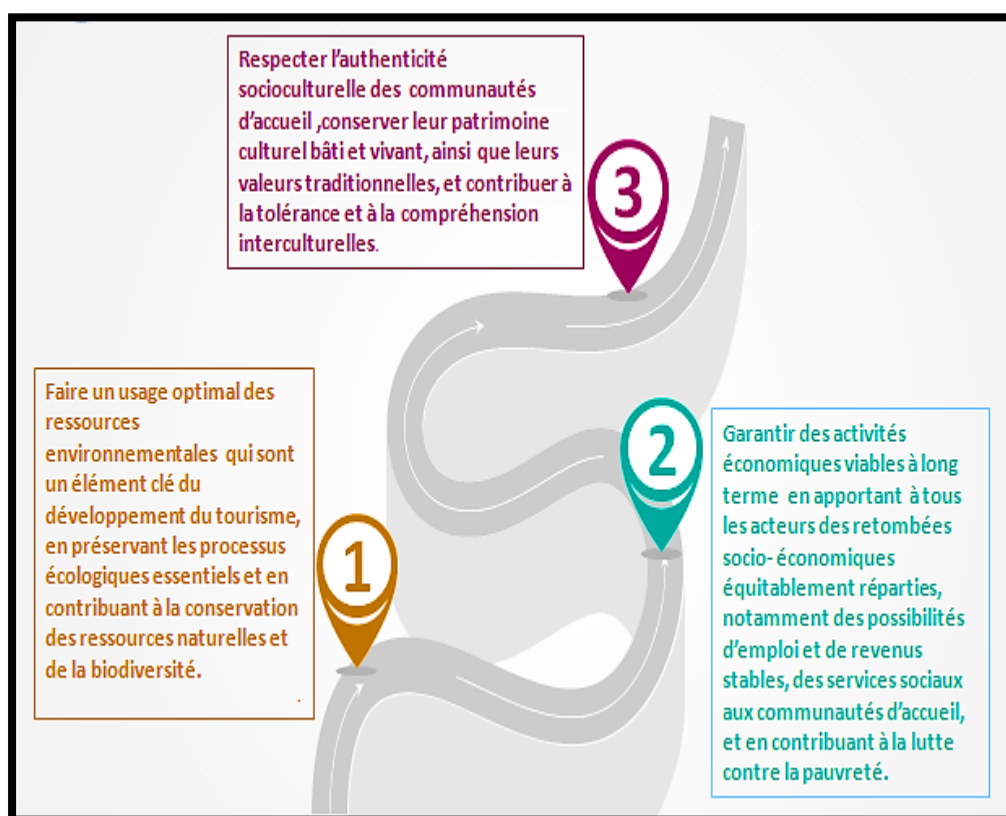 Respecter l'authenticité
socioculturelle des communautés
d'accueil ,conserver leur patrimoine
culturel bâti et vivant, ainsi que leurs
valeurs traditionnelles, et contribuer à
la tolérance et à la compréhension
interculturelles.
3
Faire un usage optimal des
ressources
environnementales qui sont
un élément clé du
développement du tourisme,
en préservant les processus
écologiques essentiels et en
contribuant à la conservation
des ressources naturelles et
de la biodiversité.
.
1
2
Garantir des activités
économiques viables à long
terme en apportant à tous
les acteurs des retombées
socio- économiques
équitablement réparties,
notamment des possibilités
d'emploi et de revenus
stables, des services sociaux
aux communautés d'accueil,
et en contribuant à la lutte
contre la pauvreté.